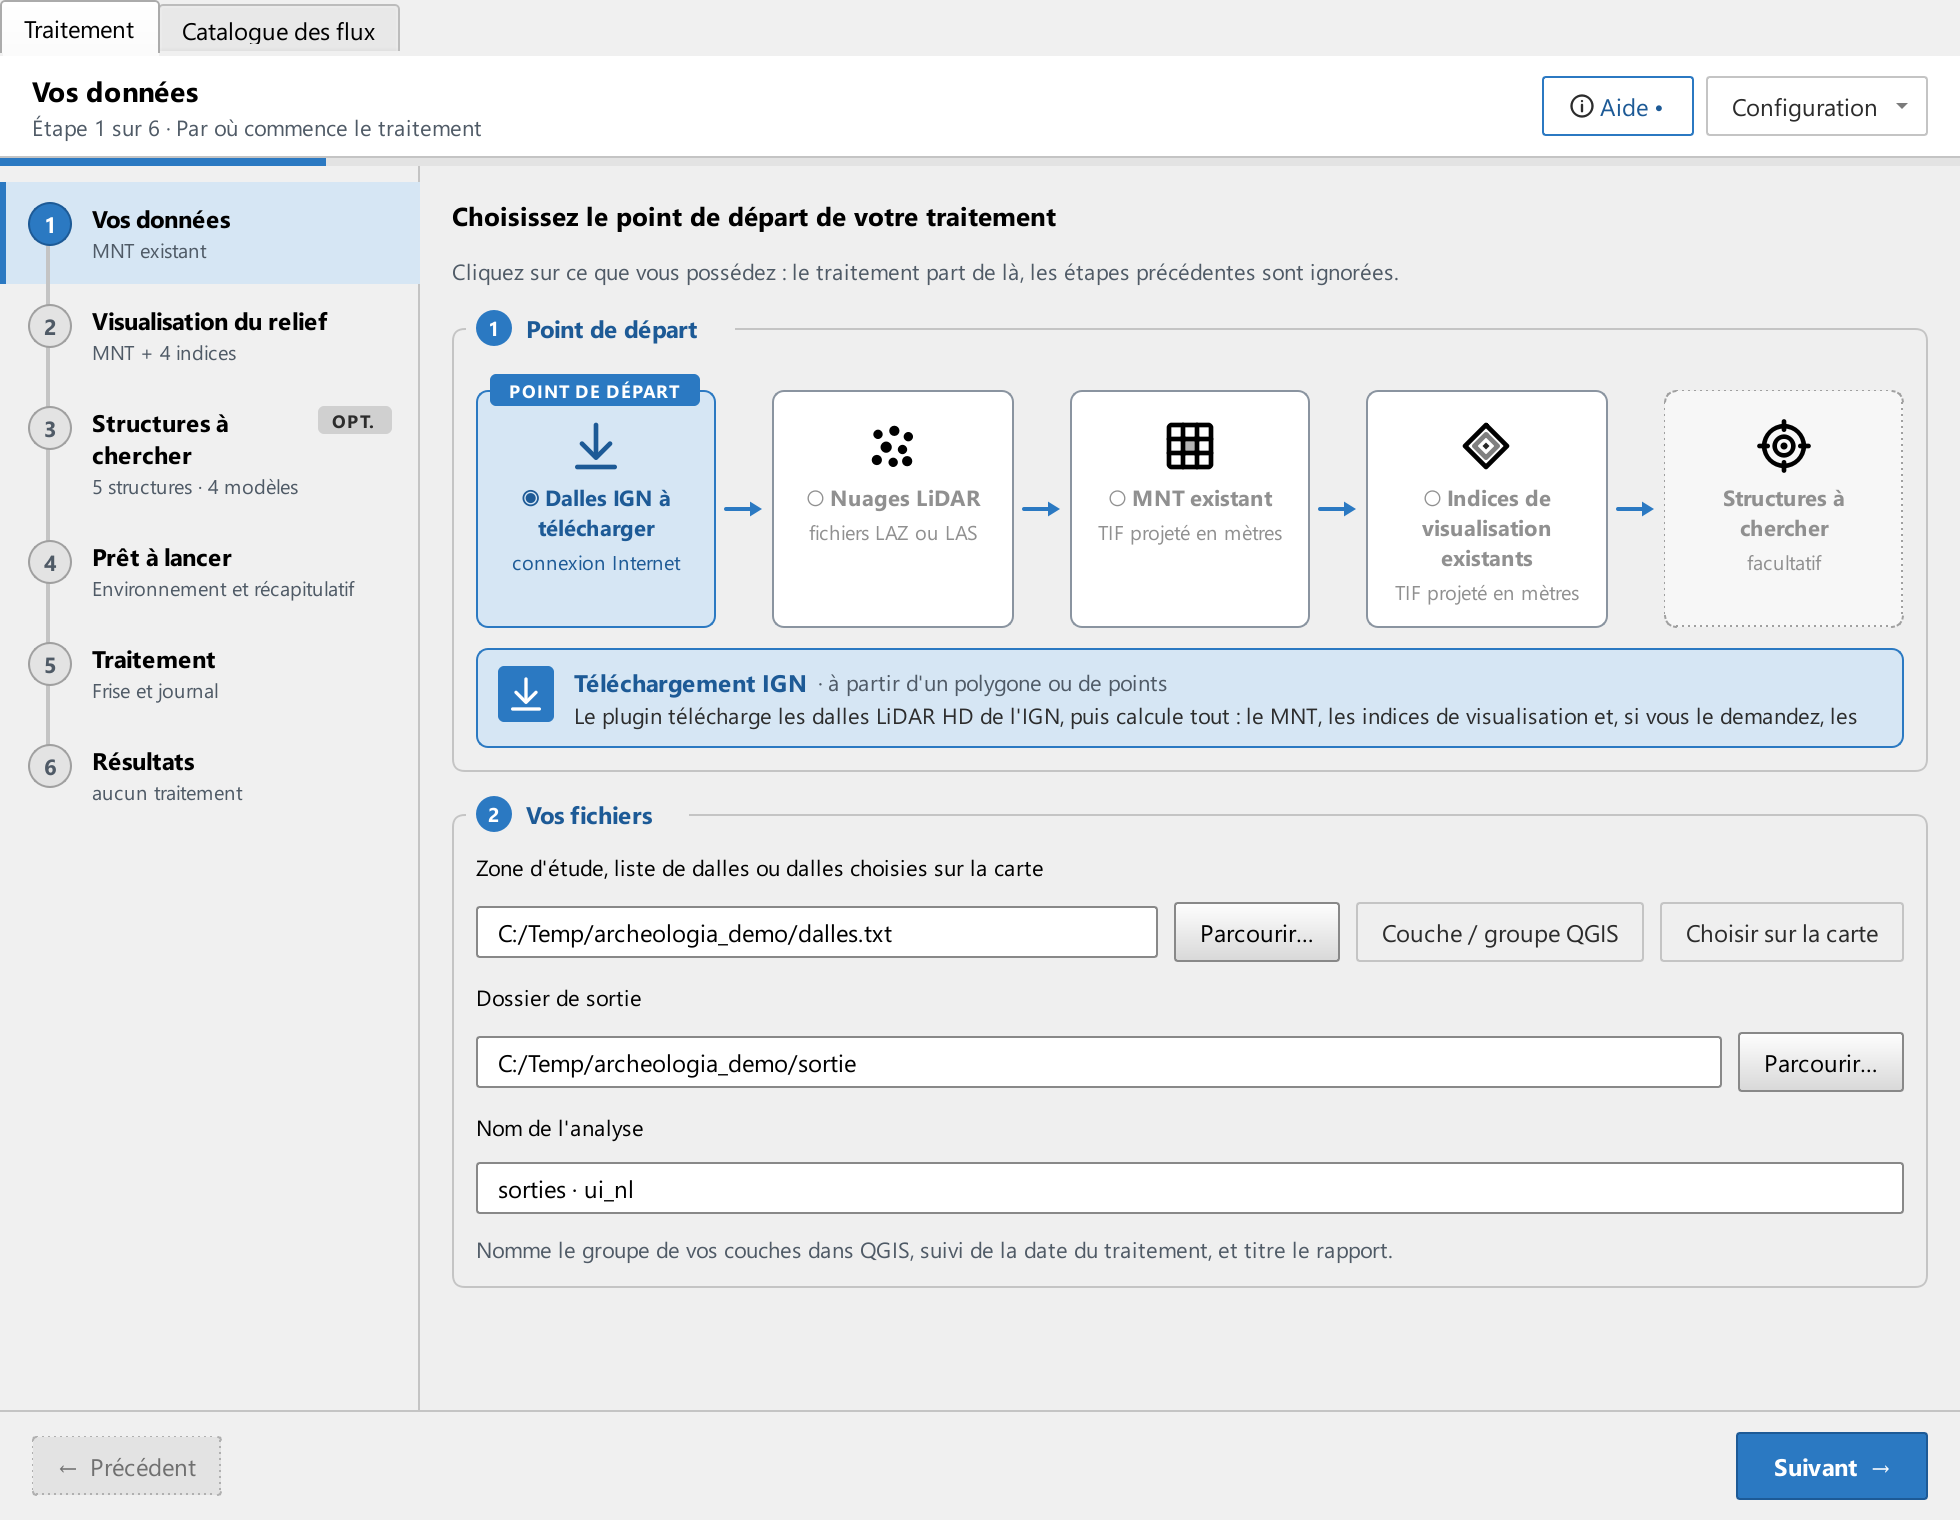 Traitement
Catalogue des flux
Vos données
Étape 1 sur 6 · Par où commence le traitement
Aide •
Configuration
1
Vos données
MNT existant
2
Visualisation du relief
MNT + 4 indices
3
Structures à
chercher
OPT.
5 structures · 4 modèles
4
Prêt à lancer
Environnement et récapitulatif
5
Traitement
Frise et journal
6
Résultats
aucun traitement
Choisissez le point de départ de votre traitement
Cliquez sur ce que vous possédez : le traitement part de là, les étapes précédentes sont ignorées.
1 Point de départ
POINT DE DÉPART
Dalles IGN à
télécharger
connexion Internet
Nuages LiDAR
fichiers LAZ ou LAS
MNT existant
TIF projeté en mètres
Indices de
visualisation
existants
TIF projeté en mètres
Structures à
chercher
facultatif
Téléchargement IGN · à partir d'un polygone ou de points
Le plugin télécharge les dalles LiDAR HD de l'IGN, puis calcule tout : le MNT, les indices de visualisation et, si vous le demandez, les
2 Vos fichiers
Zone d'étude, liste de dalles ou dalles choisies sur la carte
C:/Temp/archeologia_demo/dalles.txt
Parcourir...
Couche / groupe QGIS
Choisir sur la carte
Dossier de sortie
C:/Temp/archeologia_demo/sortie
Parcourir...
Nom de l'analyse
sorties · ui_nl
Nomme le groupe de vos couches dans QGIS, suivi de la date du traitement, et titre le rapport.
← Précédent
Suivant →